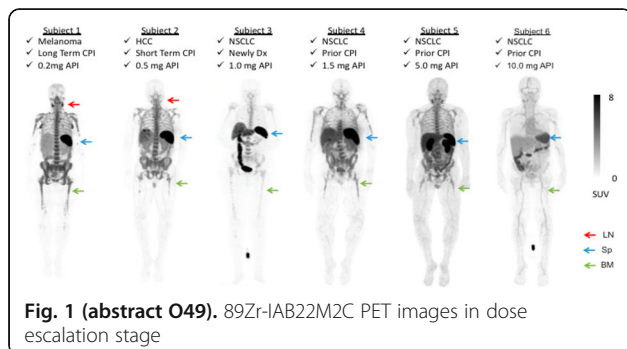 Subject 1
✓ Melanoma
✓ Long Term CPI
✓ 0.2mg API
Subject 2
✓ HCC
✓ Short Term CPI
✓ 0.5 mg API
Subject 3
✓ NSCLC
✓ Newly Dx
✓ 1.0 mg API
Subject 4
✓ NSCLC
✓ Prior CPI
✓ 1.5 mg API
Subject 5
✓ NSCLC
✓ Prior CPI
✓ 5.0 mg API
Subject 6
✓ NSCLC
✓ Prior CPI
✓ 10.0 mg API
8
0
SUV
LN
Sp
BM
Fig. 1 (abstract O49). 89Zr-IAB22M2C PET images in dose
escalation stage